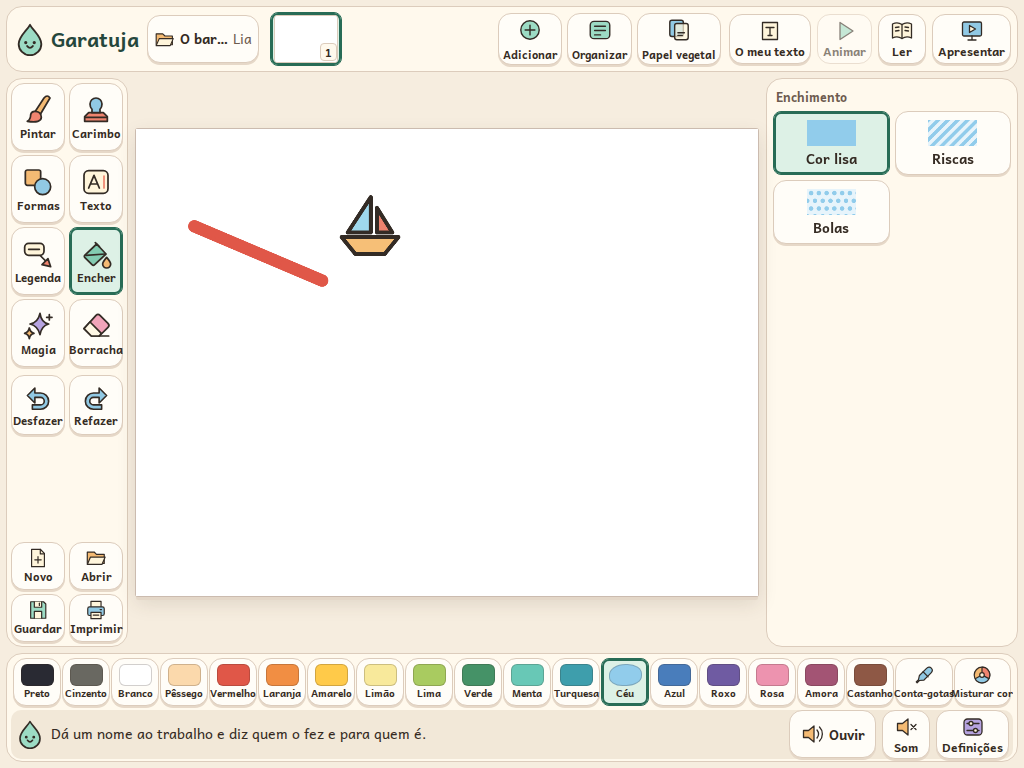 Garatuja
O bar... Lia
1
Adicionar
Organizar
Papel vegetal
O meu texto
Animar
Ler
Apresentar
Pintar
Carimbo
Formas
Texto
Legenda
Encher
Magia
Borracha
Desfazer
Refazer
Novo
Abrir
Guardar
Imprimir
Enchimento
Cor lisa
Riscas
Bolas
Preto
Cinzento
Branco
Pêssego
Vermelho
Laranja
Amarelo
Limão
Lima
Verde
Menta
Turquesa
Céu
Azul
Roxo
Rosa
Amora
Castanho
Conta-gotas
Misturar cor
Dá um nome ao trabalho e diz quem o fez e para quem é.
Ouvir
Som
Definições